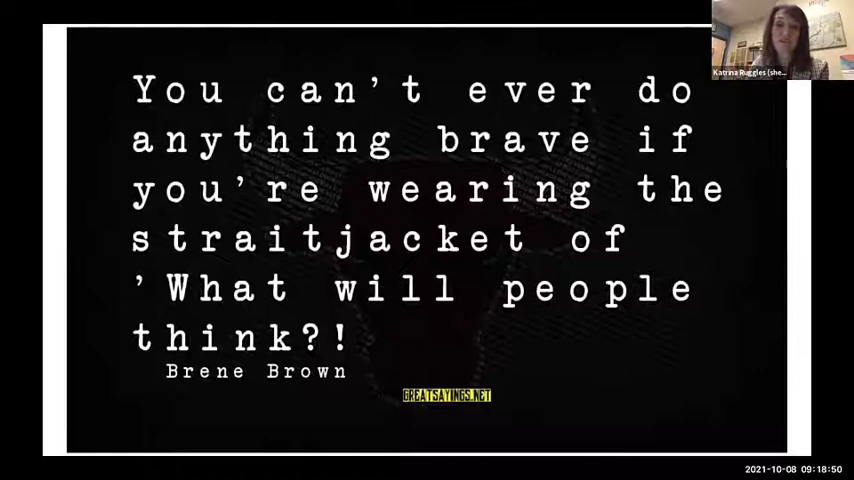 You can't ever do
anything brave if
you're wearing the
straitjacket of
'What will people
think?!
Brene Brown
GREATSAYINGS.NET
Katrina Ruggles (she...
2021-10-08 09:18:50